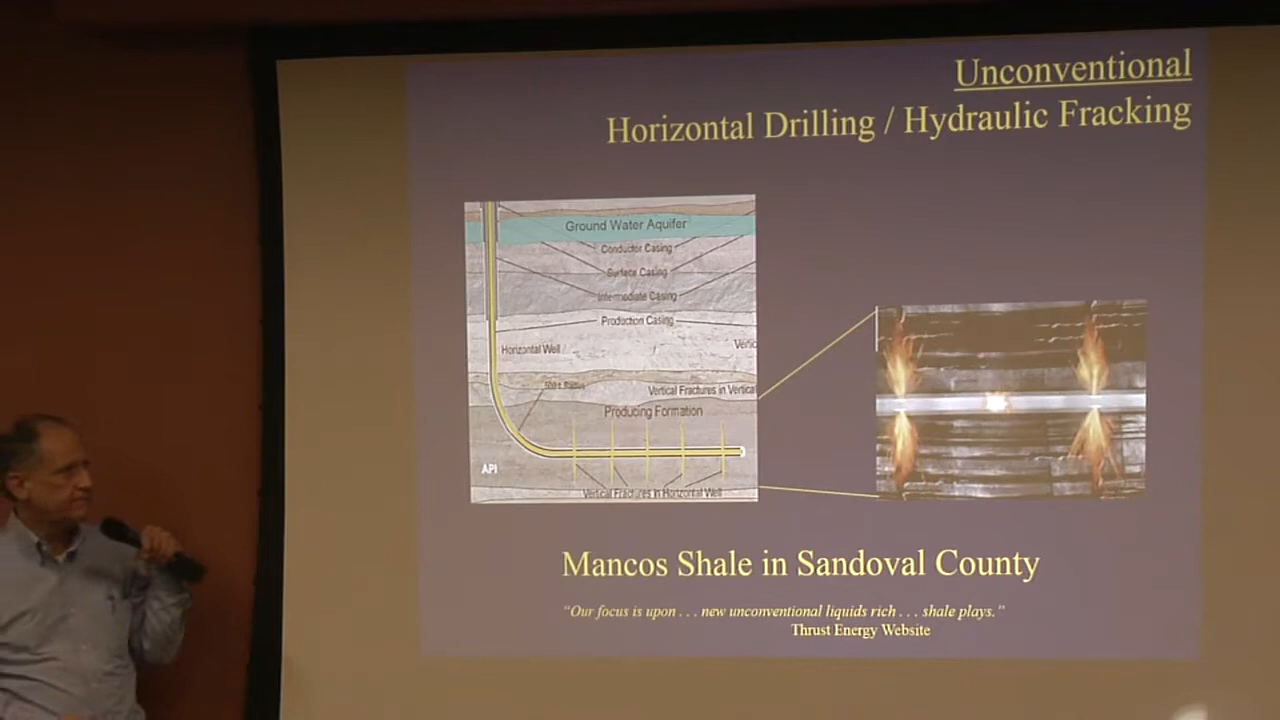 Unconventional
Horizontal Drilling / Hydraulic Fracking
Ground Water Aquifer
Conductor Casing
Surface Casing
Intermediate Casing
Production Casing
Horizontal Well
Vertic
Vertical Fractures in Vertical
Producing Formation
API
Vertical Fractures in Horizontal Well
Mancos Shale in Sandoval County
“Our focus is upon . . . new unconventional liquids rich . . . shale plays.”
Thrust Energy Website